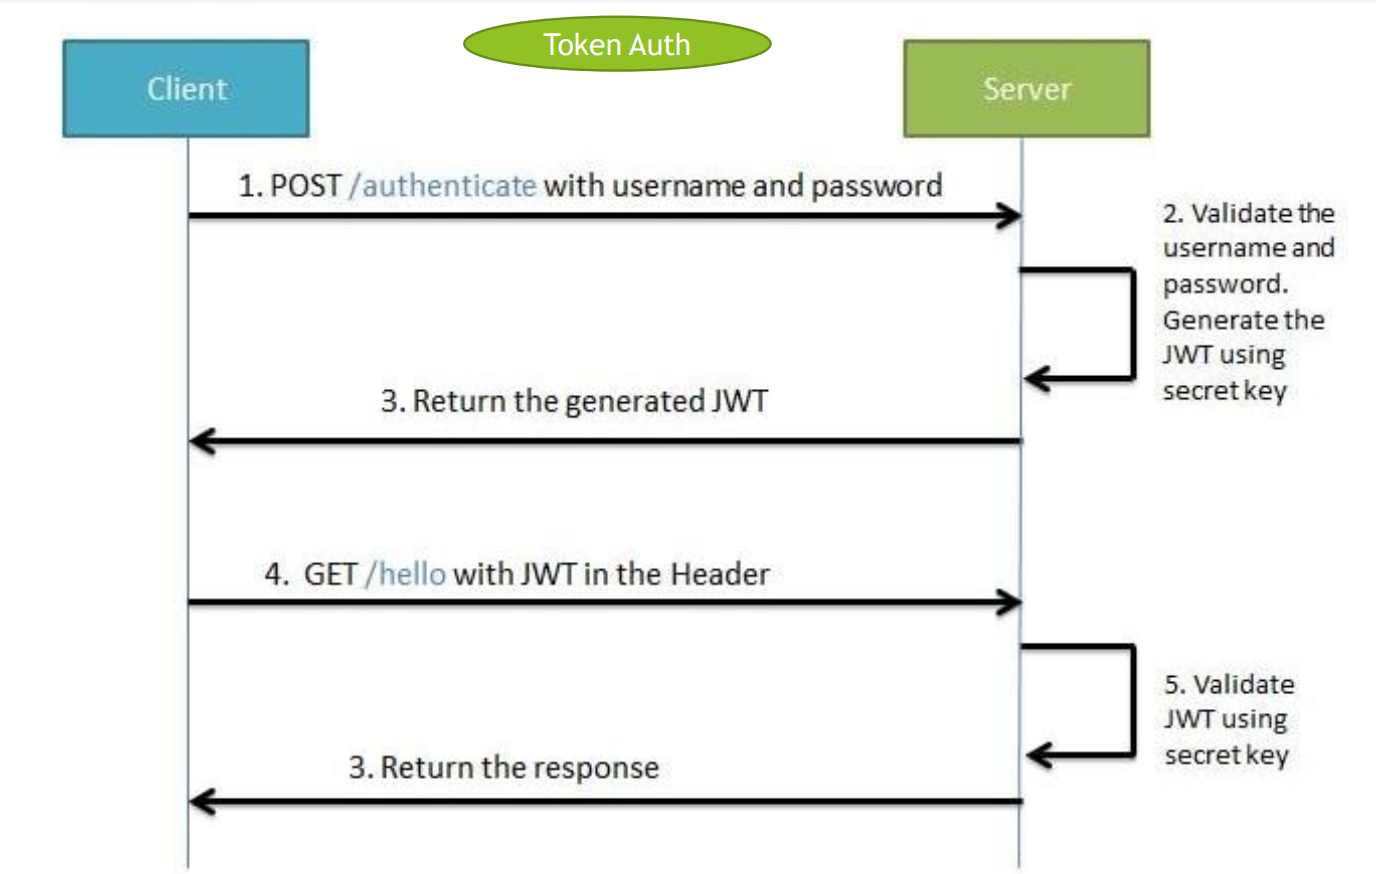 Token Auth
Client
Server
1. POST /authenticate with username and password
2. Validate the
username and
password.
Generate the
JWT using
secret key
3. Return the generated JWT
4. GET /hello with JWT in the Header
5. Validate
JWT using
secret key
3. Return the response